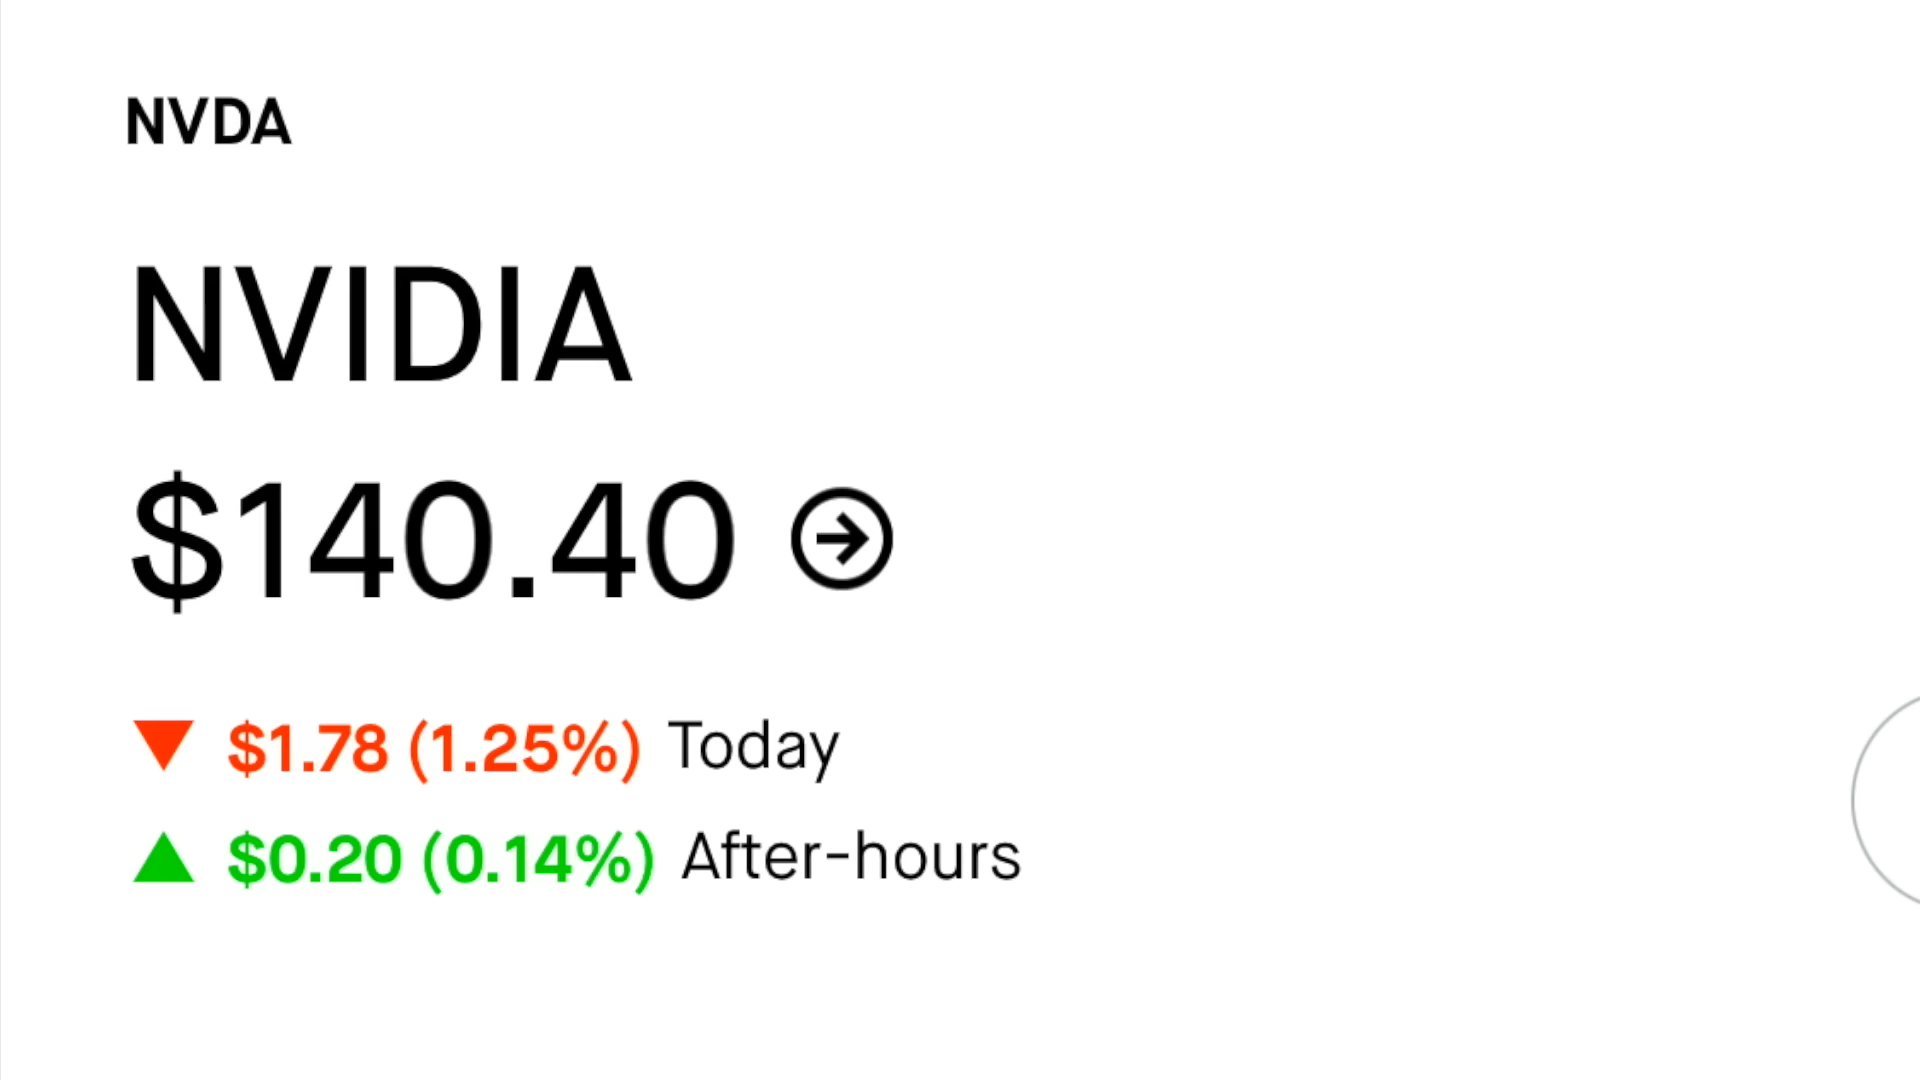 NVDA
NVIDIA
$140.40
$1.78 (1.25%) Today
$0.20 (0.14%) After-hours